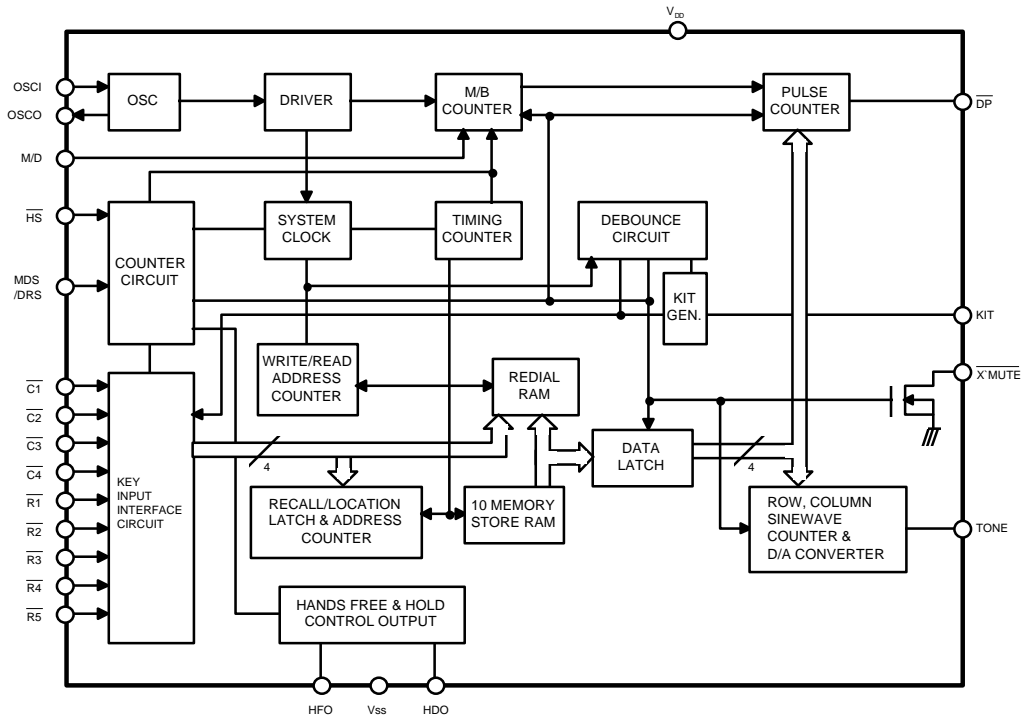 VDD
OSCI
OSCO
OSC
DRIVER
M/B
COUNTER
PULSE
COUNTER
DP
M/D
HS
MDS
/DRS
COUNTER
CIRCUIT
SYSTEM
CLOCK
TIMING
COUNTER
DEBOUNCE
CIRCUIT
KIT
GEN.
KIT
WRITE/READ
ADDRESS
COUNTER
REDIAL
RAM
X`MUTE
C1
C2
C3
C4
R1
R2
R3
R4
R5
KEY
INPUT
INTERFACE
CIRCUIT
4
RECALL/LOCATION
LATCH & ADDRESS
COUNTER
10 MEMORY
STORE RAM
DATA
LATCH
4
ROW, COLUMN
SINEWAVE
COUNTER &
D/A CONVERTER
TONE
HANDS FREE & HOLD
CONTROL OUTPUT
HFO
Vss
HDO